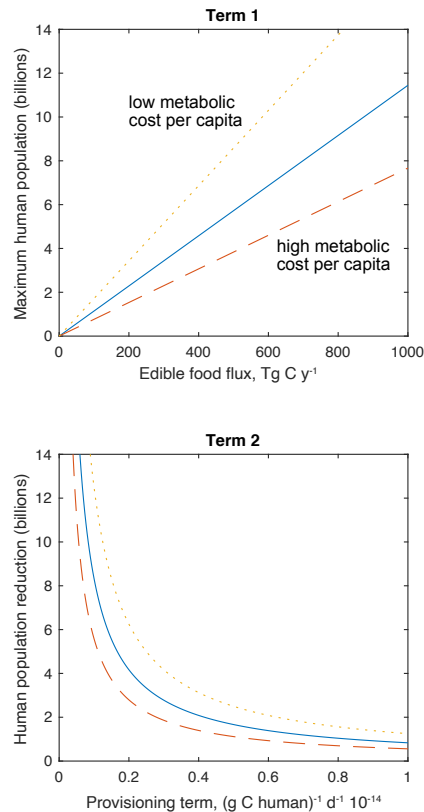 Term 1
14
12
10
8
6
4
2
0
Maximum human population (billions)
low metabolic
cost per capita
high metabolic
cost per capita
0 200 400 600 800 1000
Edible food flux, Tg C y⁻¹
Term 2
14
12
10
8
6
4
2
0
Human population reduction (billions)
0 0.2 0.4 0.6 0.8 1
Provisioning term, (g C human)⁻¹ d⁻¹ 10⁻¹⁴